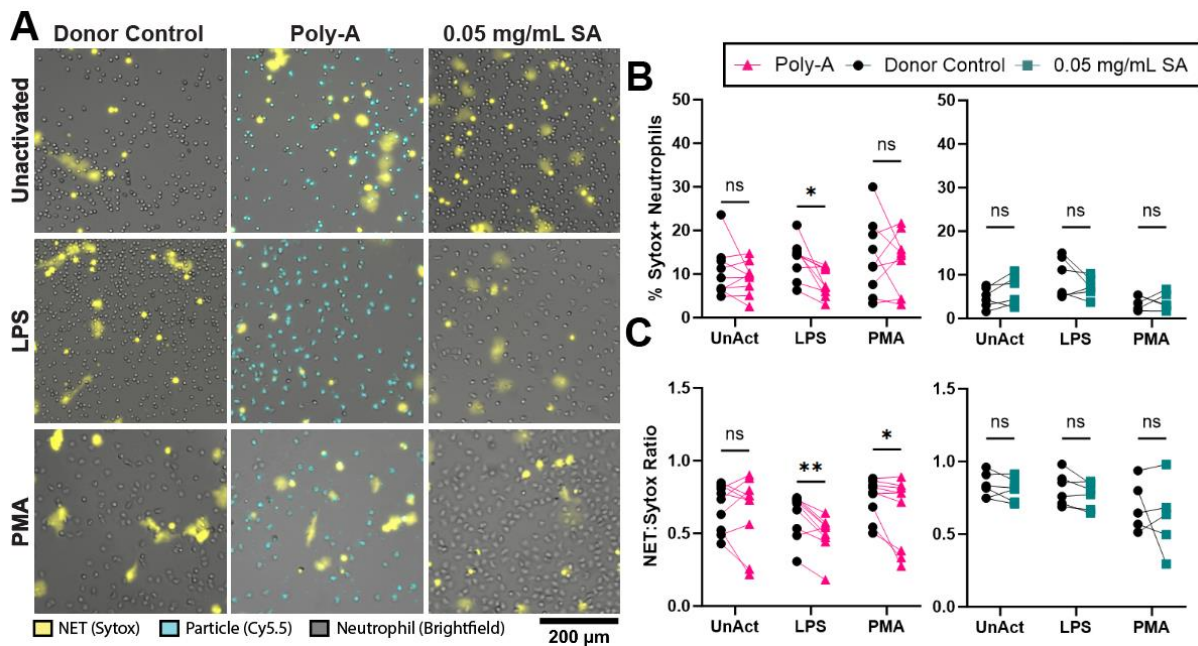 A
Donor Control
Poly-A
0.05 mg/mL SA
Unactivated
LPS
PMA
NET (Sytox)
Particle (Cy5.5)
Neutrophil (Brightfield)
200 µm
Poly-A
Donor Control
0.05 mg/mL SA
B
% Sytox+ Neutrophils
50
40
30
20
10
0
ns
*
ns
UnAct
LPS
PMA
50
40
30
20
10
0
ns
ns
ns
UnAct
LPS
PMA
C
NET:Sytox Ratio
1.5
1.0
0.5
0.0
ns
**
*
UnAct
LPS
PMA
1.5
1.0
0.5
0.0
ns
ns
ns
UnAct
LPS
PMA